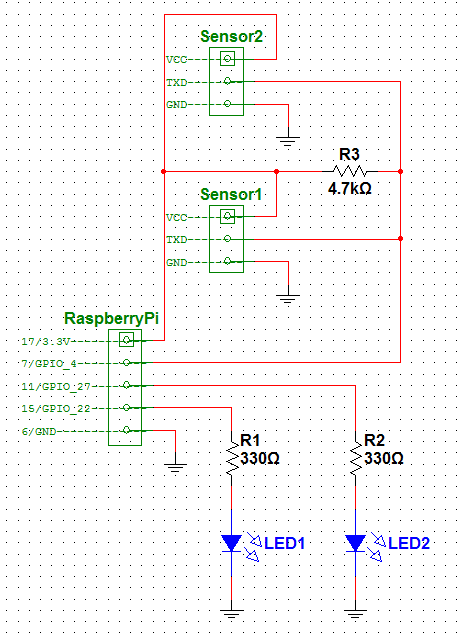 Sensor2
VCC
TXD
GND
R3
4.7kΩ
Sensor1
VCC
TXD
GND
RaspberryPi
17/3.3V
7/GPIO_4
11/GPIO_27
15/GPIO_22
6/GND
R1
330Ω
R2
330Ω
LED1
LED2